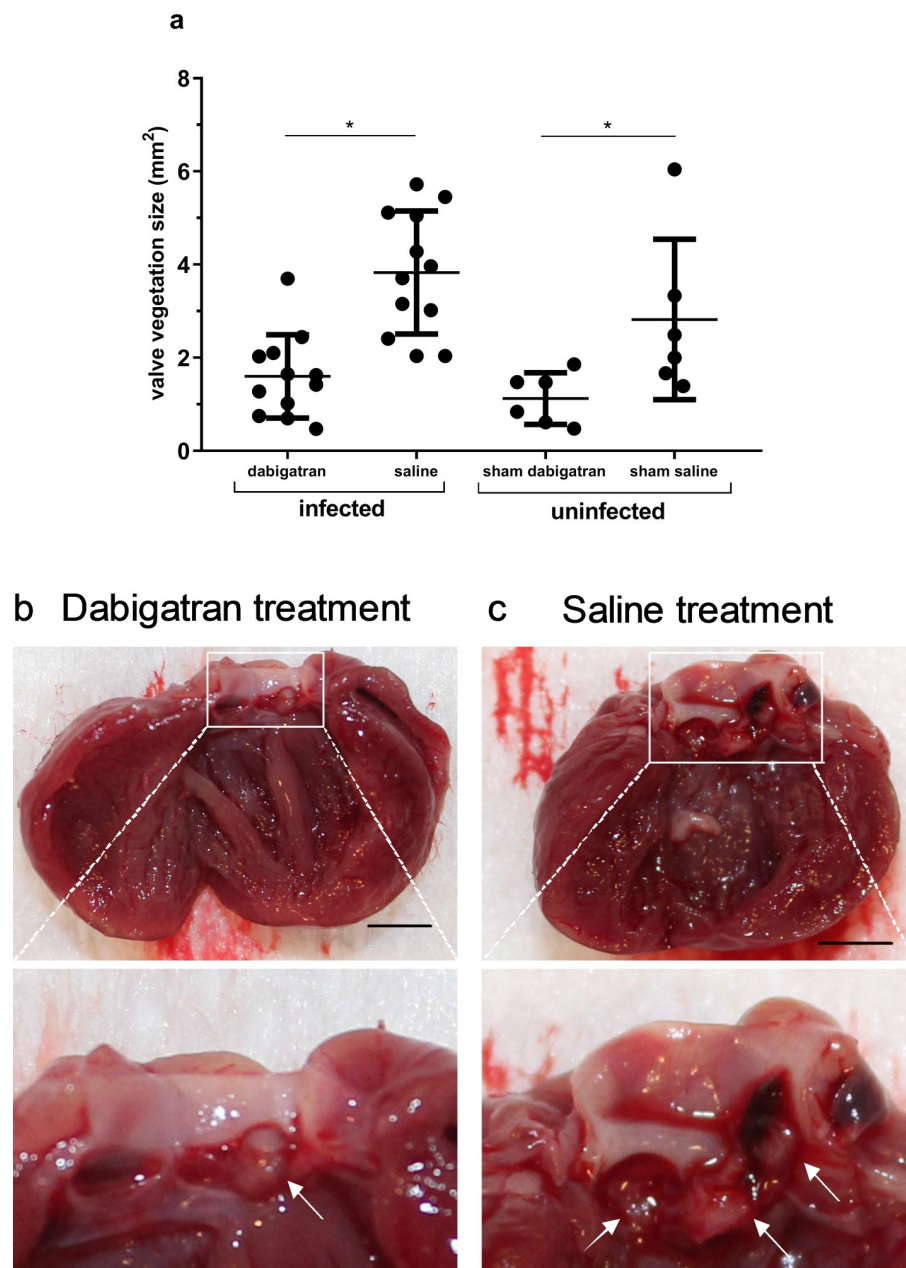 a
valve vegetation size (mm²)
8
6
4
2
0
*
*
dabigatran saline sham dabigatran sham saline
infected uninfected
b Dabigatran treatment
c Saline treatment